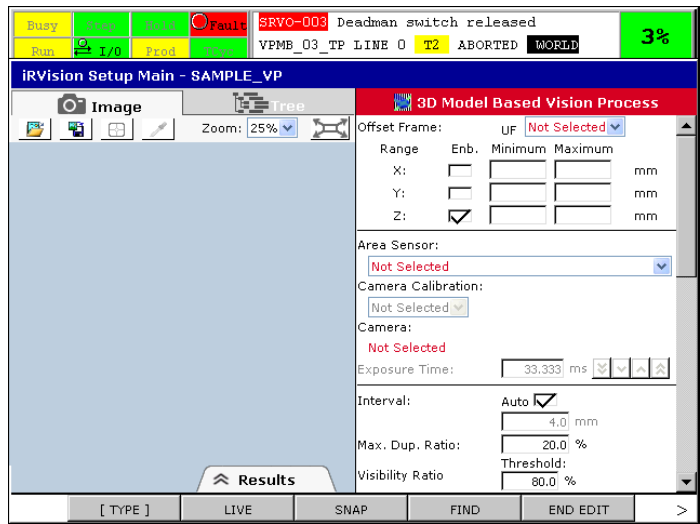 Busy Step Hold Fault
SRVO-003 Deadman switch released
Run I/O Prod TCyc
VPMB_03_TP LINE 0 T2 ABORTED WORLD
3%
iRVision Setup Main - SAMPLE_VP
Image
Tree
3D Model Based Vision Process
Zoom: 25%
Offset Frame: UF Not Selected
Range Enb. Minimum Maximum
X: mm
Y: mm
Z: mm
Area Sensor:
Not Selected
Camera Calibration:
Not Selected
Camera:
Not Selected
Exposure Time: 33.333 ms
Interval: Auto
4.0 mm
Max. Dup. Ratio: 20.0 %
Threshold:
Visibility Ratio 80.0 %
Results
[ TYPE ] LIVE SNAP FIND END EDIT >